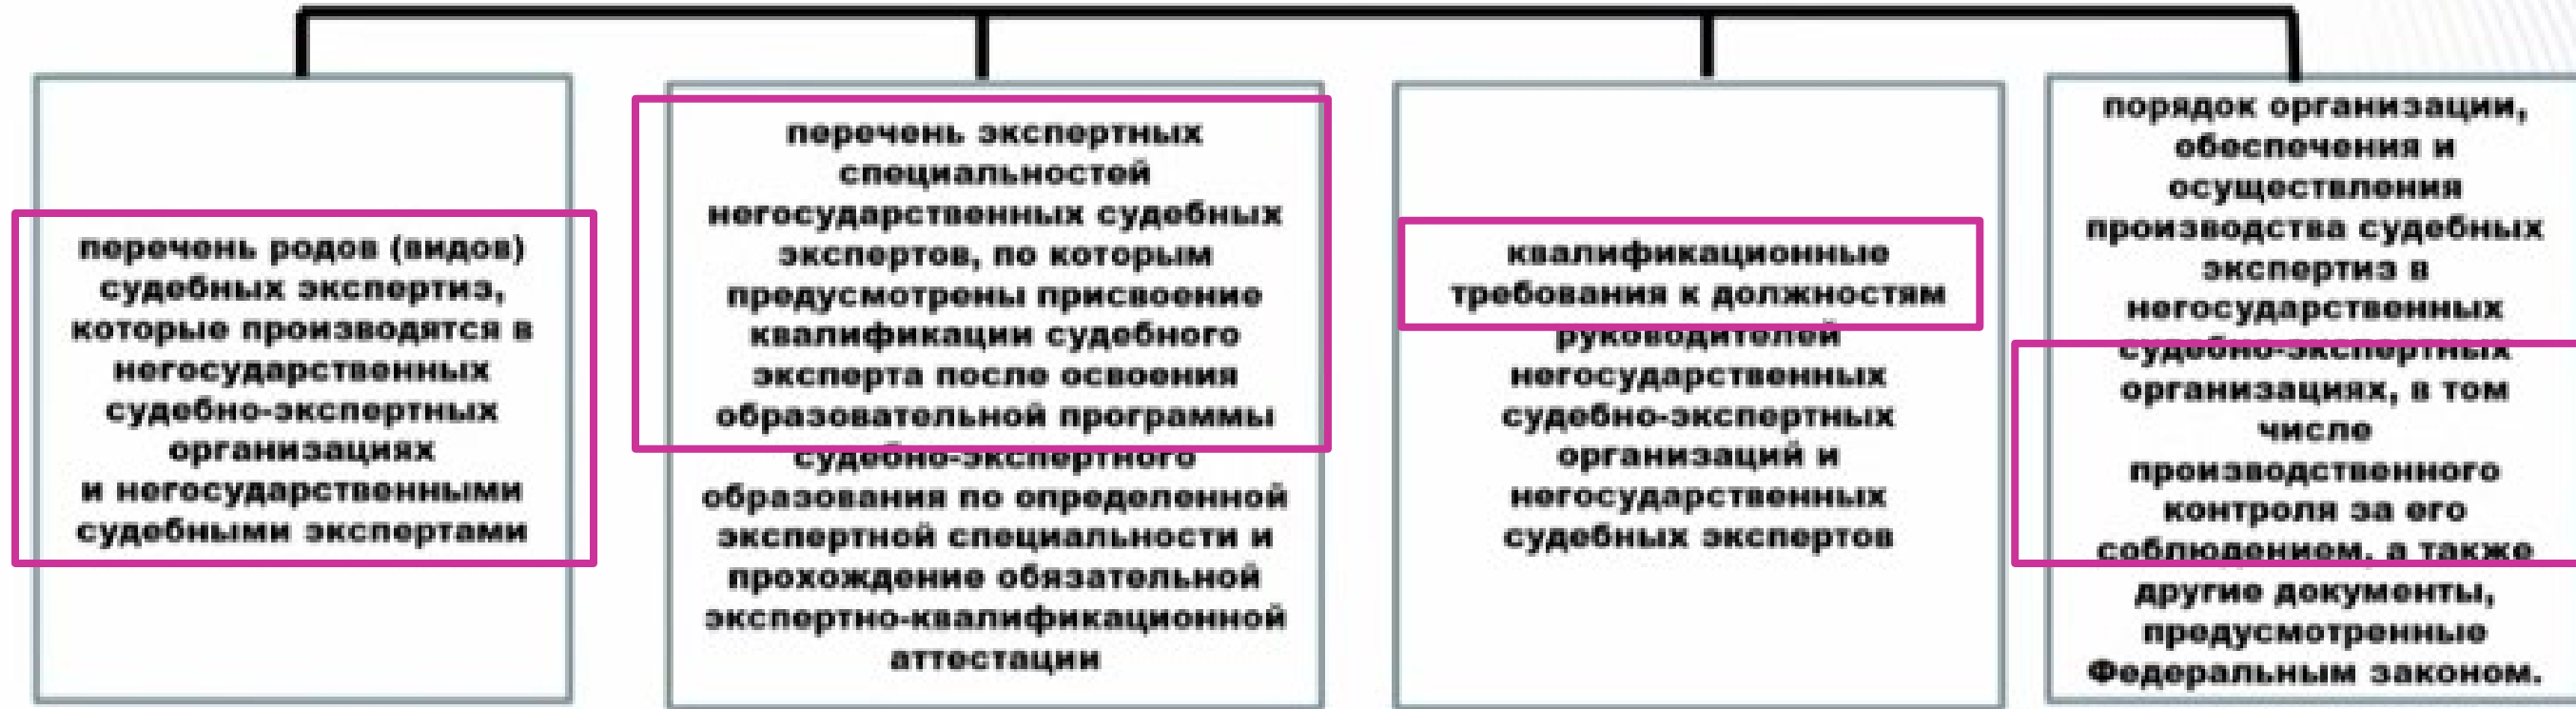 перечень родов (видов)
судебных экспертиз,
которые производятся в
негосударственных
судебно-экспертных
организациях
и негосударственными
судебными экспертами
перечень экспертных
специальностей
негосударственных судебных
экспертов, по которым
предусмотрены присвоение
квалификации судебного
эксперта после освоения
образовательной программы
судебно-экспертного
образования по определенной
экспертной специальности и
прохождение обязательной
экспертно-квалификационной
аттестации
квалификационные
требования к должностям
руководителей
негосударственных
судебно-экспертных
организаций и
негосударственных
судебных экспертов
порядок организации,
обеспечения и
осуществления
производства судебных
экспертиз в
негосударственных
судебно-экспертных
организациях, в том
числе
производственного
контроля за его
соблюдением, а также
другие документы,
предусмотренные
Федеральным законом.